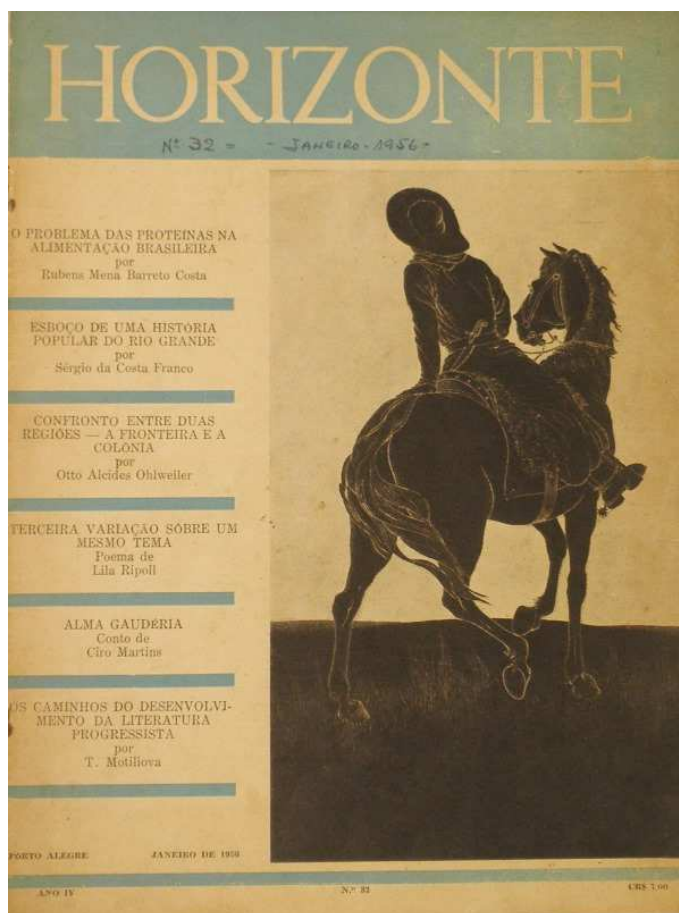 HORIZONTE
Nº 32 = - JANEIRO - 1956 -
O PROBLEMA DAS PROTEINAS NA
ALIMENTAÇÃO BRASILEIRA
por
Rubens Mena Barreto Costa
ESBOÇO DE UMA HISTÓRIA
POPULAR DO RIO GRANDE
por
Sérgio da Costa Franco
CONFRONTO ENTRE DUAS
REGIÕES — A FRONTEIRA E A
COLÔNIA
por
Otto Alcides Ohlweiler
TERCEIRA VARIAÇÃO SÔBRE UM
MESMO TEMA
Poema de
Lila Ripoll
ALMA GAUDÉRIA
Conto de
Ciro Martins
OS CAMINHOS DO DESENVOLVI-
MENTO DA LITERATURA
PROGRESSISTA
por
T. Motiliova
PORTO ALEGRE JANEIRO DE 1956
ANO IV N.º 32 CR$ 7,00